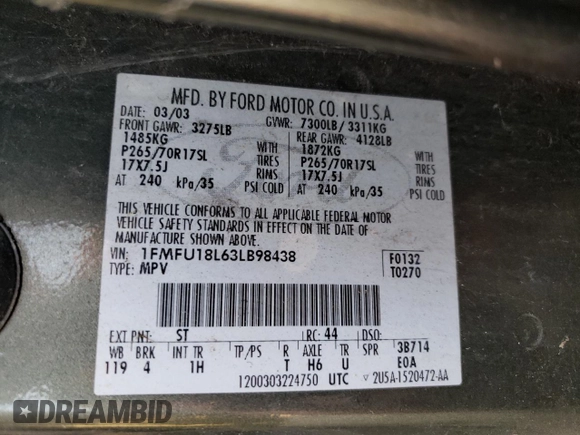 MFD. BY FORD MOTOR CO. IN U.S.A.
DATE: 03/03 GVWR: 7300LB/ 3311KG
FRONT GAWR: 3275LB REAR GAWR: 4128LB
1485KG WITH 1872KG WITH
P265/70R17SL TIRES P265/70R17SL TIRES
17X7.5J RIMS 17X7.5J RIMS
AT 240 kPa/35 PSI COLD AT 240 kPa/35 PSI COLD
THIS VEHICLE CONFORMS TO ALL APPLICABLE FEDERAL MOTOR
VEHICLE SAFETY STANDARDS IN EFFECT ON THE DATE OF
MANUFACTURE SHOWN ABOVE.
VIN: 1FMFU18L63LB98438 F0132
TYPE: MPV T0270
EXT PNT: ST RC: 44 DSO:
WB BRK INT TR TP/PS R AXLE TR SPR 3B714
119 4 1H T H6 U E0A
1200303224750 UTC ▽ 2U5A-1520472-AA
Ford
DREAMBID